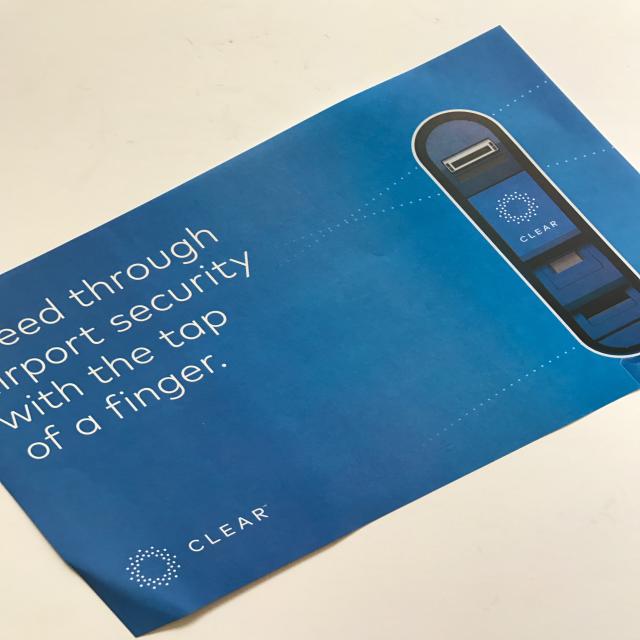 eed through
irport security
with the tap
of a finger.
CLEAR
CLEAR